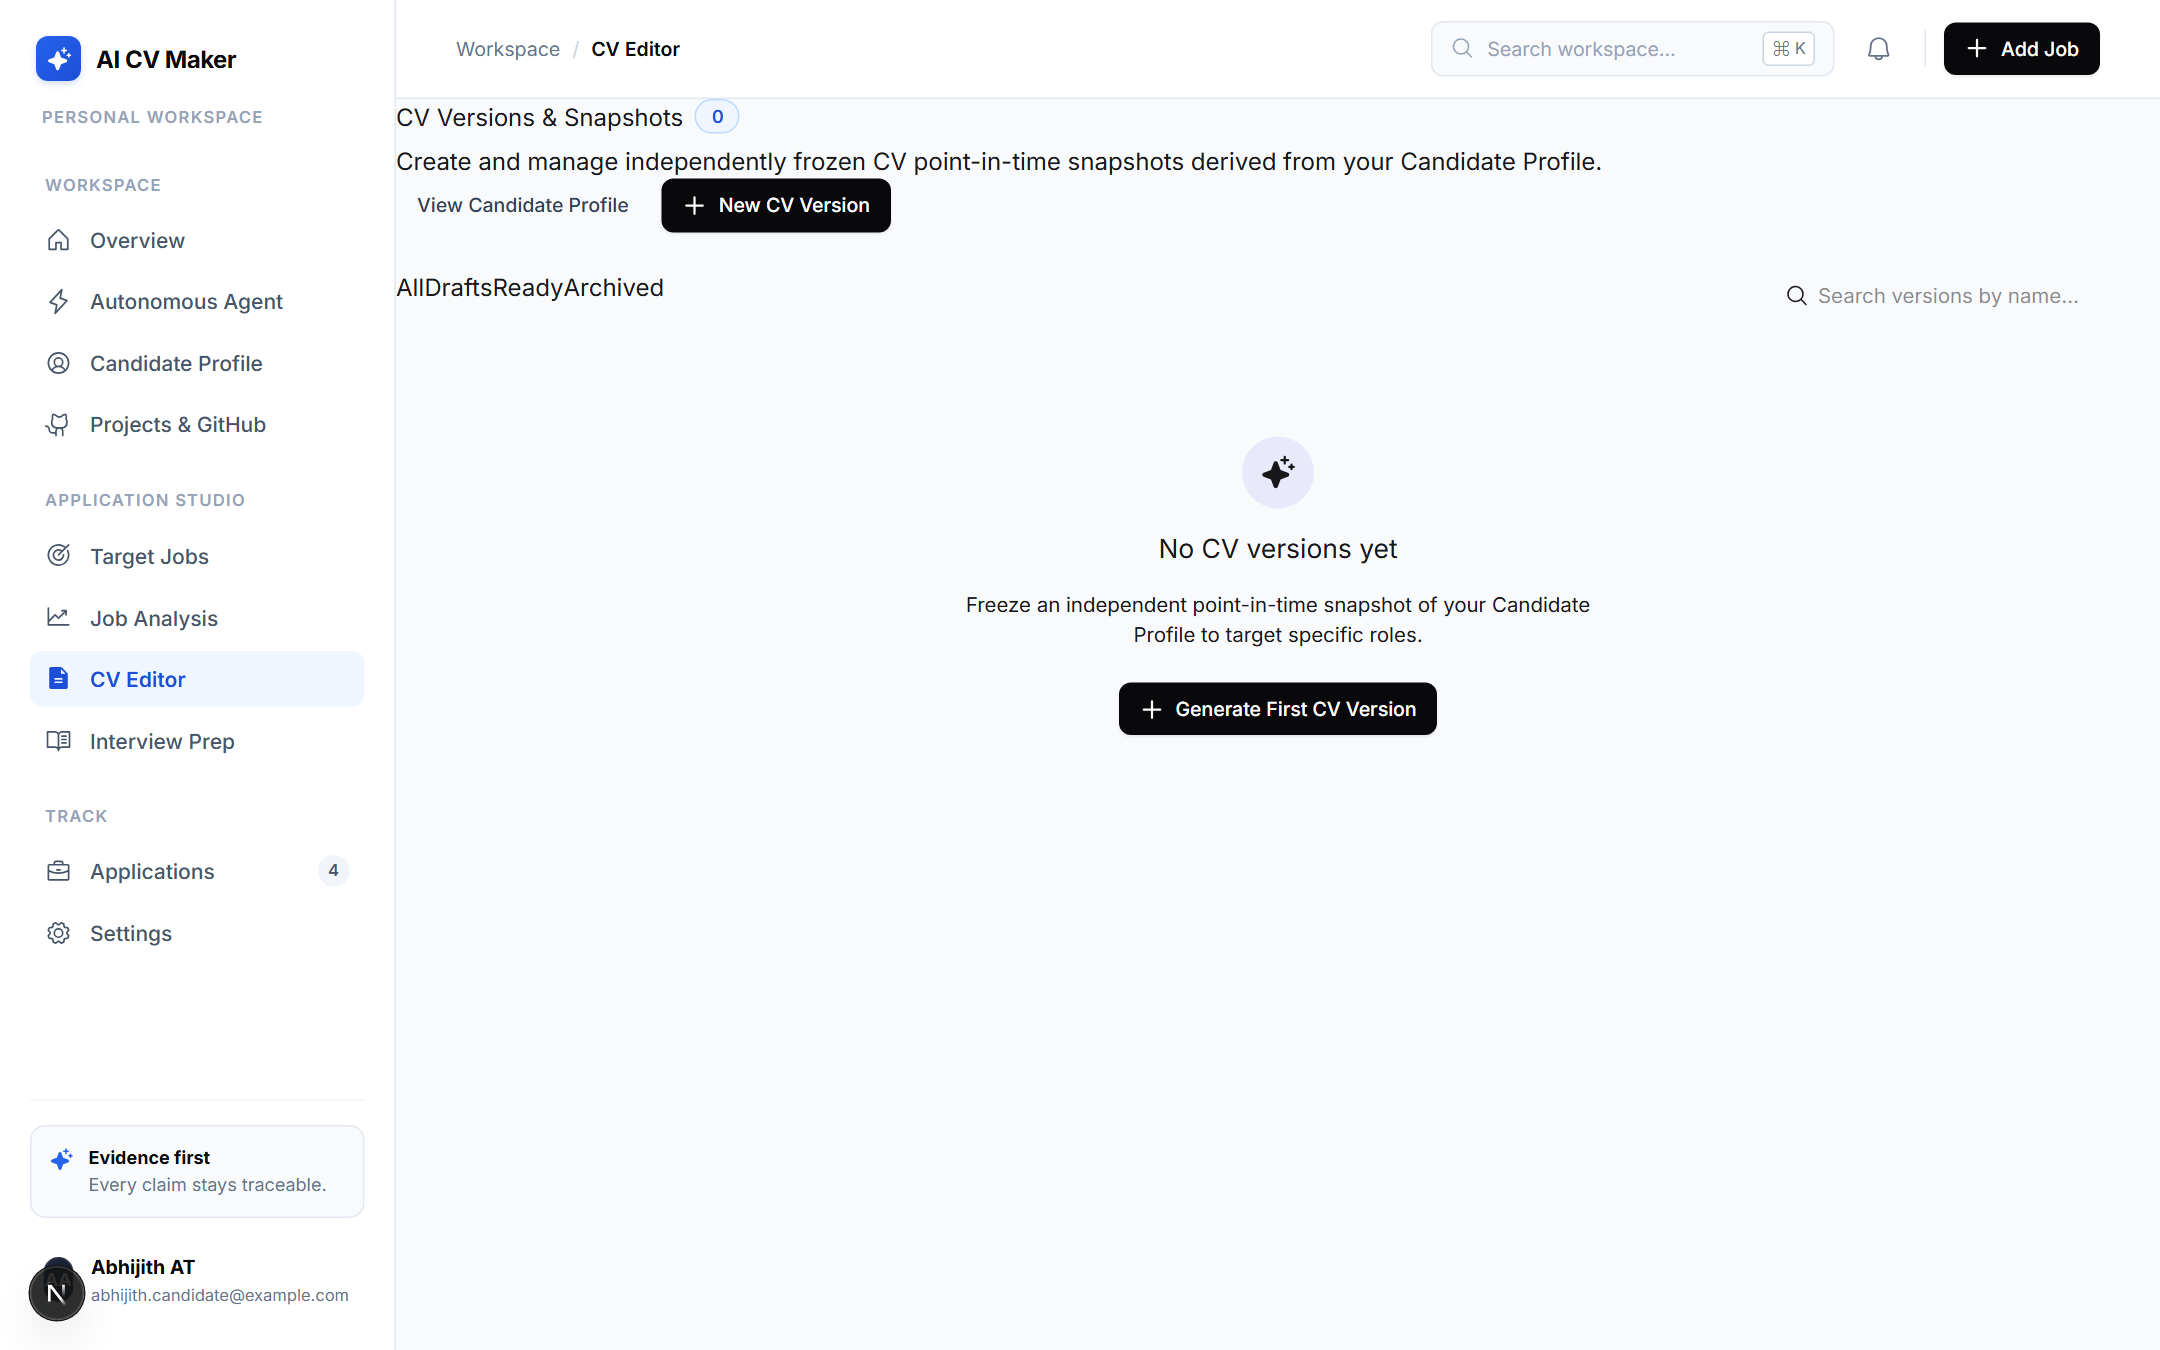 AI CV Maker
PERSONAL WORKSPACE
WORKSPACE
Overview
Autonomous Agent
Candidate Profile
Projects & GitHub
APPLICATION STUDIO
Target Jobs
Job Analysis
CV Editor
Interview Prep
TRACK
Applications 4
Settings
Evidence first
Every claim stays traceable.
N
Abhijith AT
abhijith.candidate@example.com
Workspace / CV Editor
Search workspace... ⌘ K
Add Job
CV Versions & Snapshots 0
Create and manage independently frozen CV point-in-time snapshots derived from your Candidate Profile.
View Candidate Profile
New CV Version
AllDraftsReadyArchived
Search versions by name...
No CV versions yet
Freeze an independent point-in-time snapshot of your Candidate
Profile to target specific roles.
Generate First CV Version